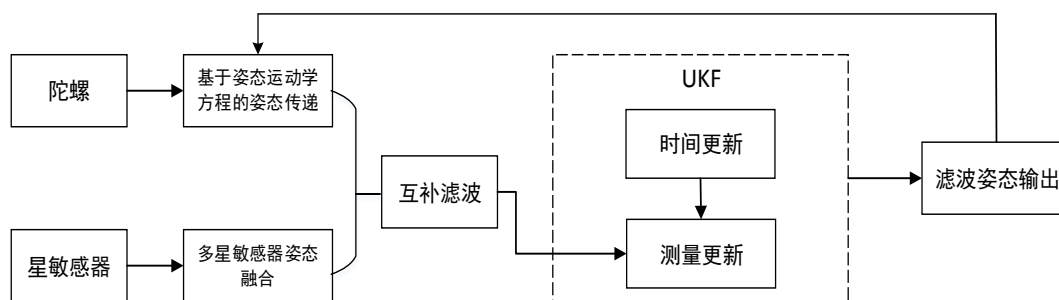 陀螺
基于姿态运动学
方程的姿态传递
星敏感器
多星敏感器姿态
融合
互补滤波
UKF
时间更新
测量更新
滤波姿态输出